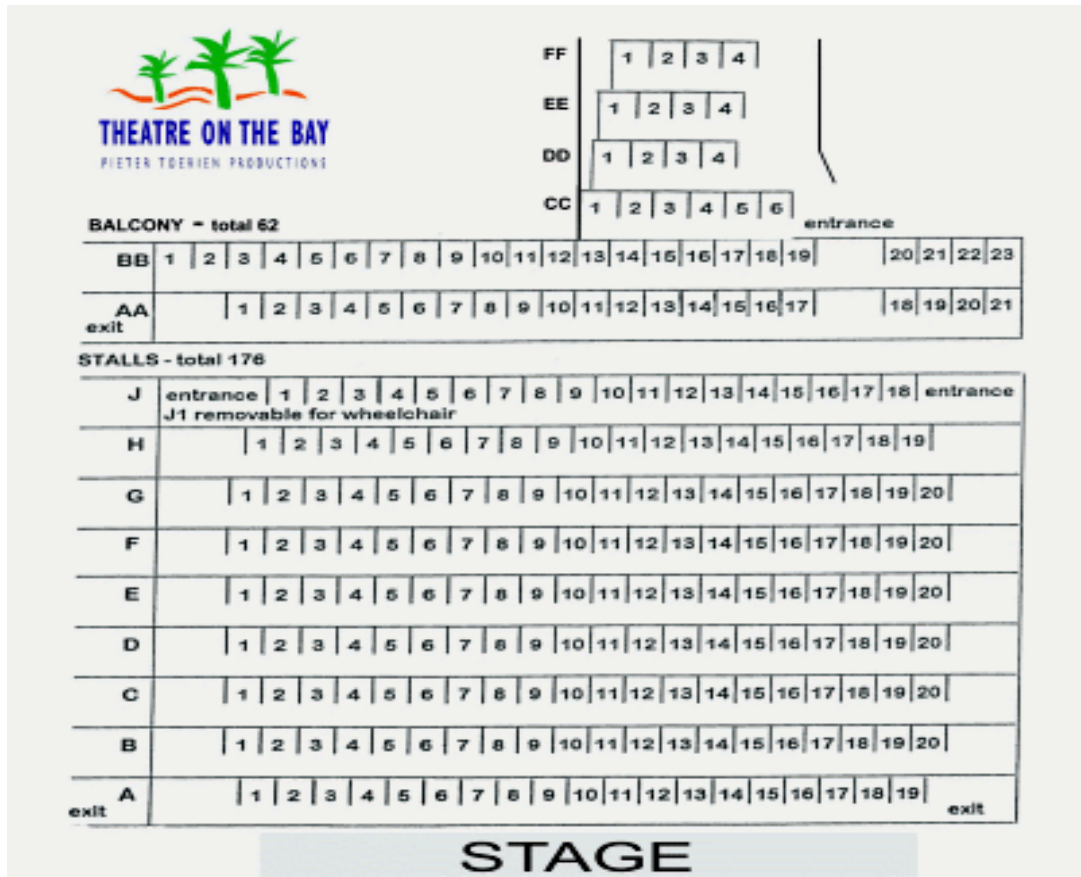 FF 1 2 3 4
EE 1 2 3 4
THEATRE ON THE BAY
PIETER TOERIEN PRODUCTIONS
DD 1 2 3 4
CC 1 2 3 4 5 6
entrance
BALCONY - total 62
BB 1 2 3 4 5 6 7 8 9 10 11 12 13 14 15 16 17 18 19 20 21 22 23
AA 1 2 3 4 5 6 7 8 9 10 11 12 13 14 15 16 17 18 19 20 21
exit
STALLS - total 176
J entrance 1 2 3 4 5 6 7 8 9 10 11 12 13 14 15 16 17 18 entrance
J1 removable for wheelchair
H 1 2 3 4 5 6 7 8 9 10 11 12 13 14 15 16 17 18 19
G 1 2 3 4 5 6 7 8 9 10 11 12 13 14 15 16 17 18 19 20
F 1 2 3 4 5 6 7 8 9 10 11 12 13 14 15 16 17 18 19 20
E 1 2 3 4 5 6 7 8 9 10 11 12 13 14 15 16 17 18 19 20
D 1 2 3 4 5 6 7 8 9 10 11 12 13 14 15 16 17 18 19 20
C 1 2 3 4 5 6 7 8 9 10 11 12 13 14 15 16 17 18 19 20
B 1 2 3 4 5 6 7 8 9 10 11 12 13 14 15 16 17 18 19 20
A 1 2 3 4 5 6 7 8 9 10 11 12 13 14 15 16 17 18 19
exit exit
STAGE